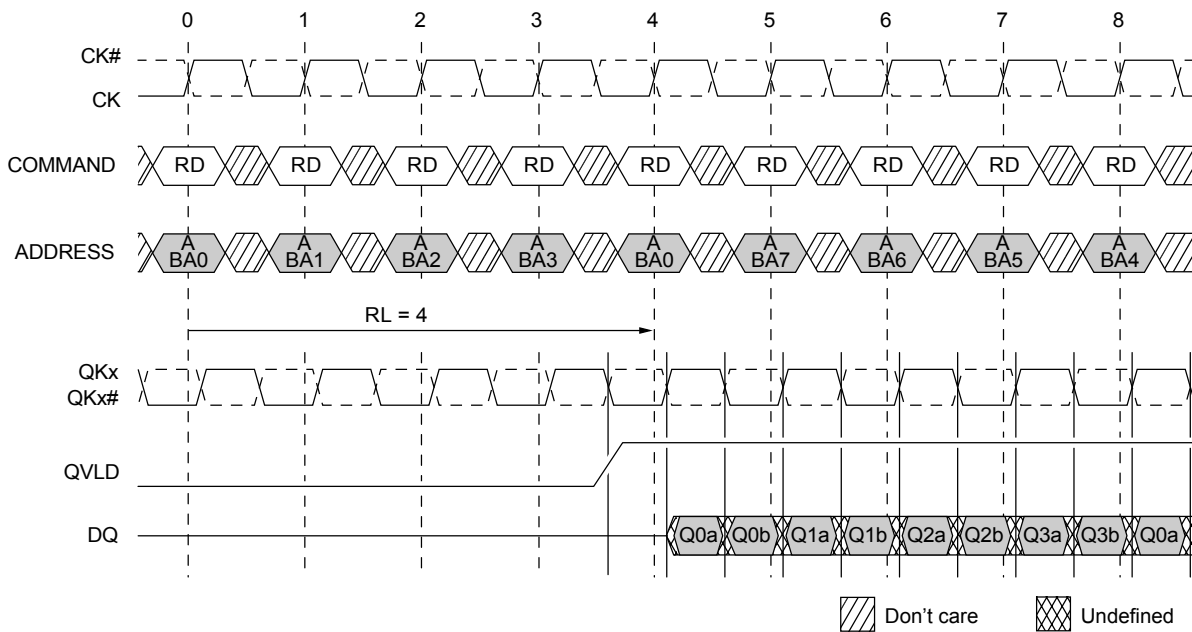 0 1 2 3 4 5 6 7 8
CK#
CK
COMMAND RD RD RD RD RD RD RD RD RD
ADDRESS A A A A A A A A A
BA0 BA1 BA2 BA3 BA0 BA7 BA6 BA5 BA4
RL = 4
QKx
QKx#
QVLD
DQ Q0a Q0b Q1a Q1b Q2a Q2b Q3a Q3b Q0a
Don't care Undefined